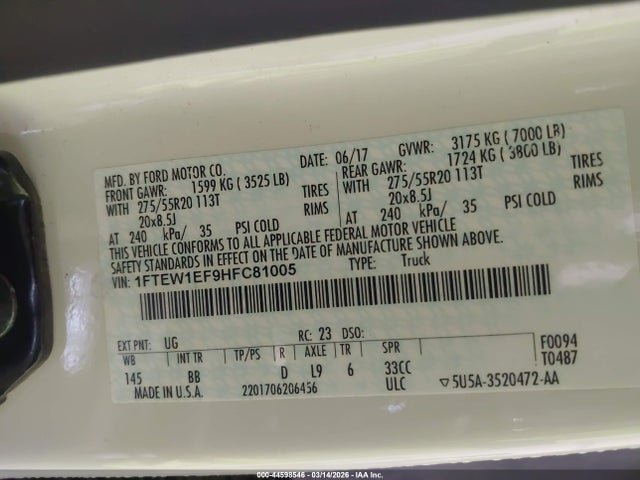 MFD. BY FORD MOTOR CO.
DATE: 06/17 GVWR: 3175 KG ( 7000 LB)
FRONT GAWR: 1599 KG ( 3525 LB)
REAR GAWR: 1724 KG ( 3800 LB)
WITH 275/55R20 113T TIRES
275/55R20 113T TIRES
20x8.5J RIMS
WITH 20x8.5J RIMS
AT 240 kPa/ 35 PSI COLD
AT 240 kPa/ 35 PSI COLD
THIS VEHICLE CONFORMS TO ALL APPLICABLE FEDERAL MOTOR VEHICLE
SAFETY STANDARDS IN EFFECT ON THE DATE OF MANUFACTURE SHOWN ABOVE.
VIN: 1FTEW1EF9HFC81005 TYPE: Truck
EXT PNT: UG RC: 23 DSO:
WB INT TR TP/PS R AXLE TR SPR
145 BB D L9 6 33CC
F0094
T0487
MADE IN U.S.A. 2201706206456 ULC ▽5U5A-3520472-AA
000-44598546 - 03/14/2026 - IAA Inc.